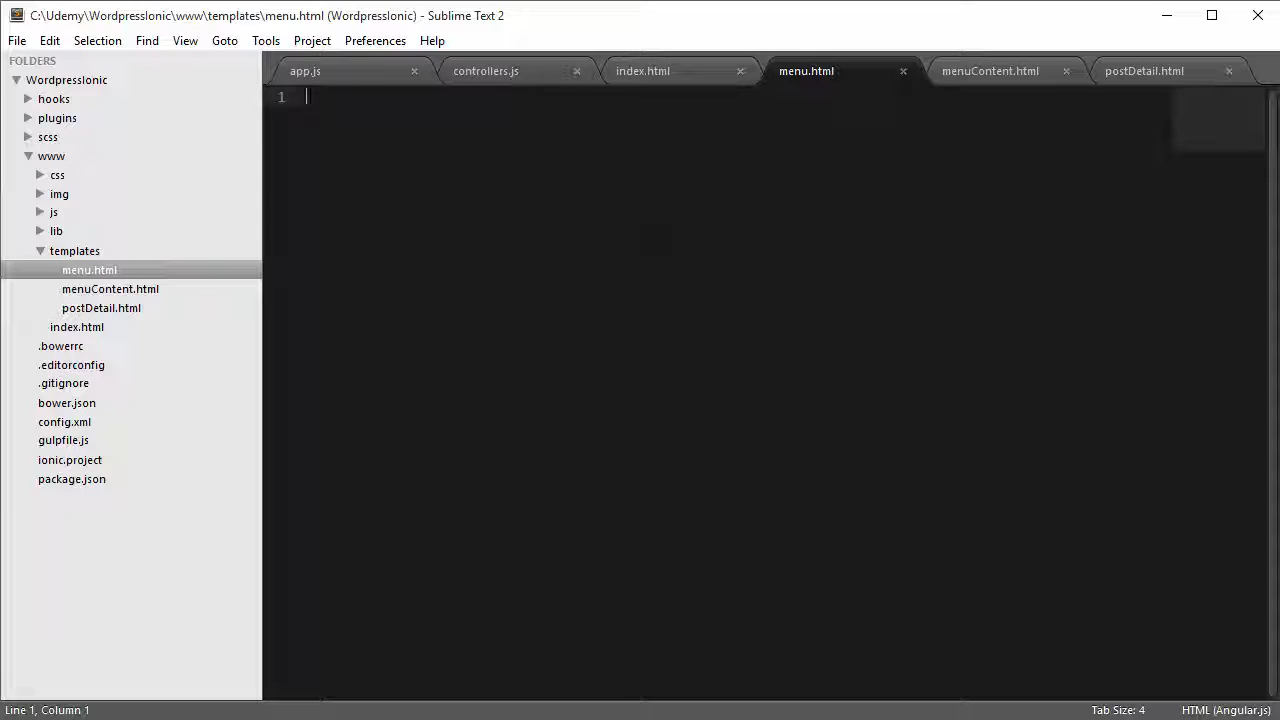 C:\Udemy\WordpressIonic\www\templates\menu.html (WordpressIonic) - Sublime Text 2
File Edit Selection Find View Goto Tools Project Preferences Help
FOLDERS
WordpressIonic
hooks
plugins
scss
www
css
img
js
lib
templates
menu.html
menuContent.html
postDetail.html
index.html
.bowerrc
.editorconfig
.gitignore
bower.json
config.xml
gulpfile.js
ionic.project
package.json
app.js controllers.js index.html menu.html menuContent.html postDetail.html
1
Line 1, Column 1 Tab Size: 4 HTML (Angular.js)